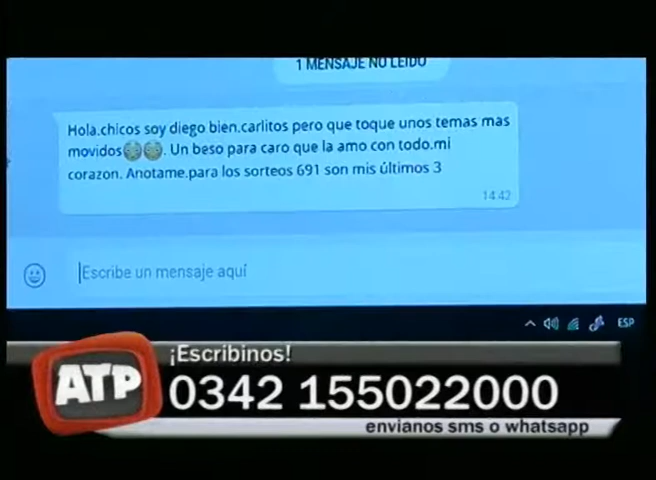 1 MENSAJE NO LEÍDO
Hola.chicos soy diego bien.carlitos pero que toque unos temas mas
movidos😳😳. Un beso para caro que la amo con todo.mi
corazon. Anotame.para los sorteos 691 son mis últimos 3
14:42
Escribe un mensaje aquí
ESP
¡Escribinos!
ATP
0342 155022000
envianos sms o whatsapp